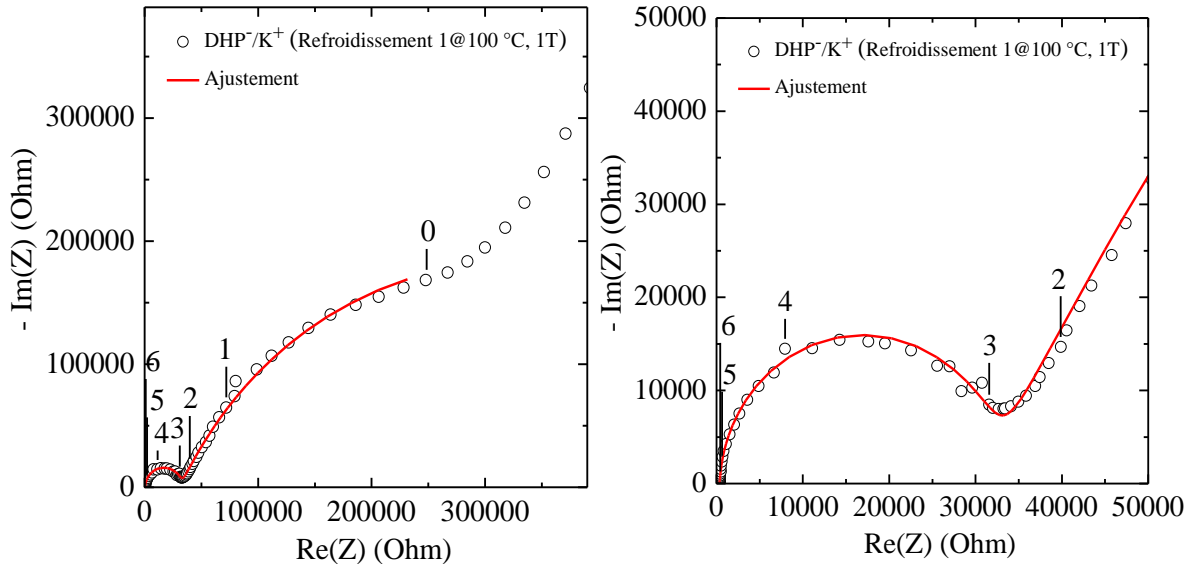 DHP⁻/K⁺ (Refroidissement 1@100 °C, 1T)
Ajustement
- Im(Z) (Ohm)
300000
200000
100000
0
0
1
2
3
4
5
6
0 100000 200000 300000
Re(Z) (Ohm)
DHP⁻/K⁺ (Refroidissement 1@100 °C, 1T)
Ajustement
- Im(Z) (Ohm)
50000
40000
30000
20000
10000
0
6
5
4
3
2
0 10000 20000 30000 40000 50000
Re(Z) (Ohm)